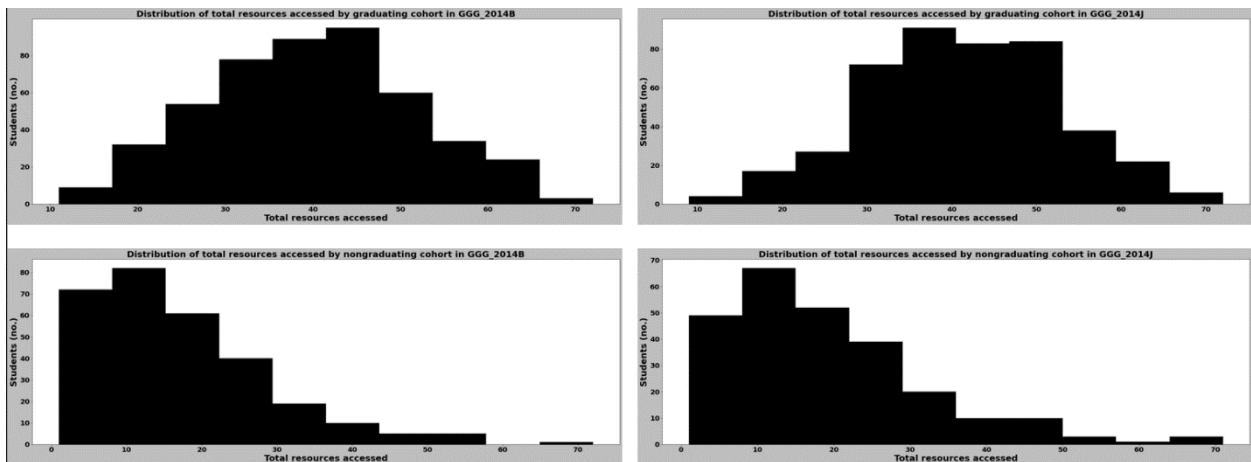 Distribution of total resources accessed by graduating cohort in GGG_2014B
80
60
40
20
0
Students (no.)
10 20 30 40 50 60 70
Total resources accessed
Distribution of total resources accessed by graduating cohort in GGG_2014J
80
60
40
20
0
Students (no.)
10 20 30 40 50 60 70
Total resources accessed
Distribution of total resources accessed by nongraduating cohort in GGG_2014B
80
70
60
50
40
30
20
10
0
Students (no.)
0 10 20 30 40 50 60 70
Total resources accessed
Distribution of total resources accessed by nongraduating cohort in GGG_2014J
70
60
50
40
30
20
10
0
Students (no.)
0 10 20 30 40 50 60 70
Total resources accessed